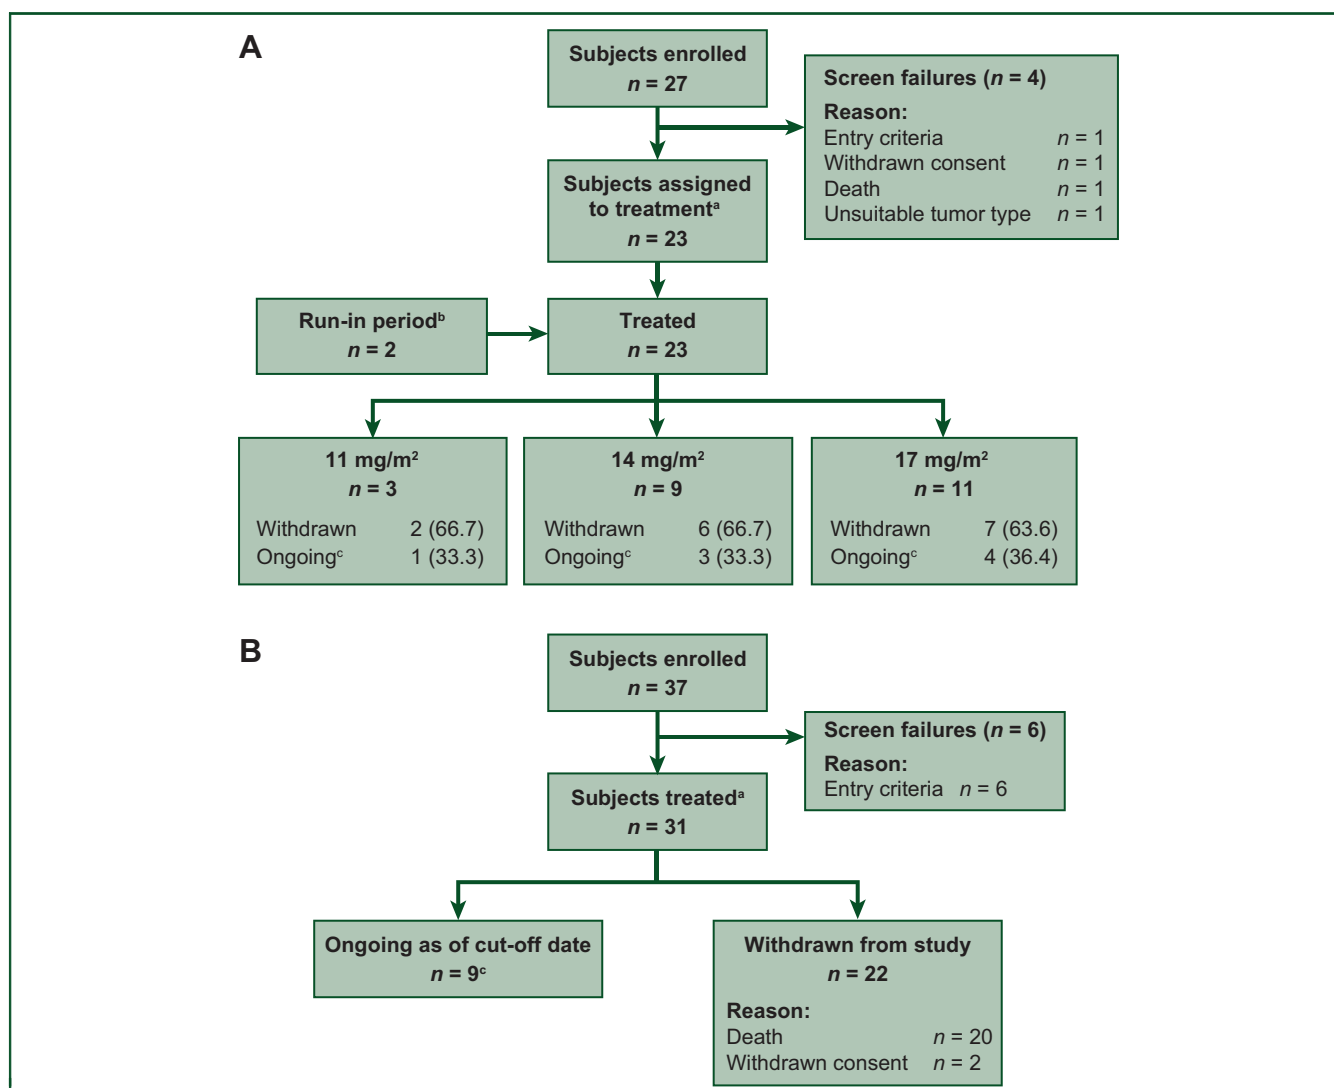 A
Subjects enrolled
n = 27
Screen failures (n = 4)
Reason:
Entry criteria n = 1
Withdrawn consent n = 1
Death n = 1
Unsuitable tumor type n = 1
Subjects assigned
to treatmentᵃ
n = 23
Run-in periodᵇ
n = 2
Treated
n = 23
11 mg/m²
n = 3
Withdrawn 2 (66.7)
Ongoingᶜ 1 (33.3)
14 mg/m²
n = 9
Withdrawn 6 (66.7)
Ongoingᶜ 3 (33.3)
17 mg/m²
n = 11
Withdrawn 7 (63.6)
Ongoingᶜ 4 (36.4)
B
Subjects enrolled
n = 37
Screen failures (n = 6)
Reason:
Entry criteria n = 6
Subjects treatedᵃ
n = 31
Ongoing as of cut-off date
n = 9ᶜ
Withdrawn from study
n = 22
Reason:
Death n = 20
Withdrawn consent n = 2